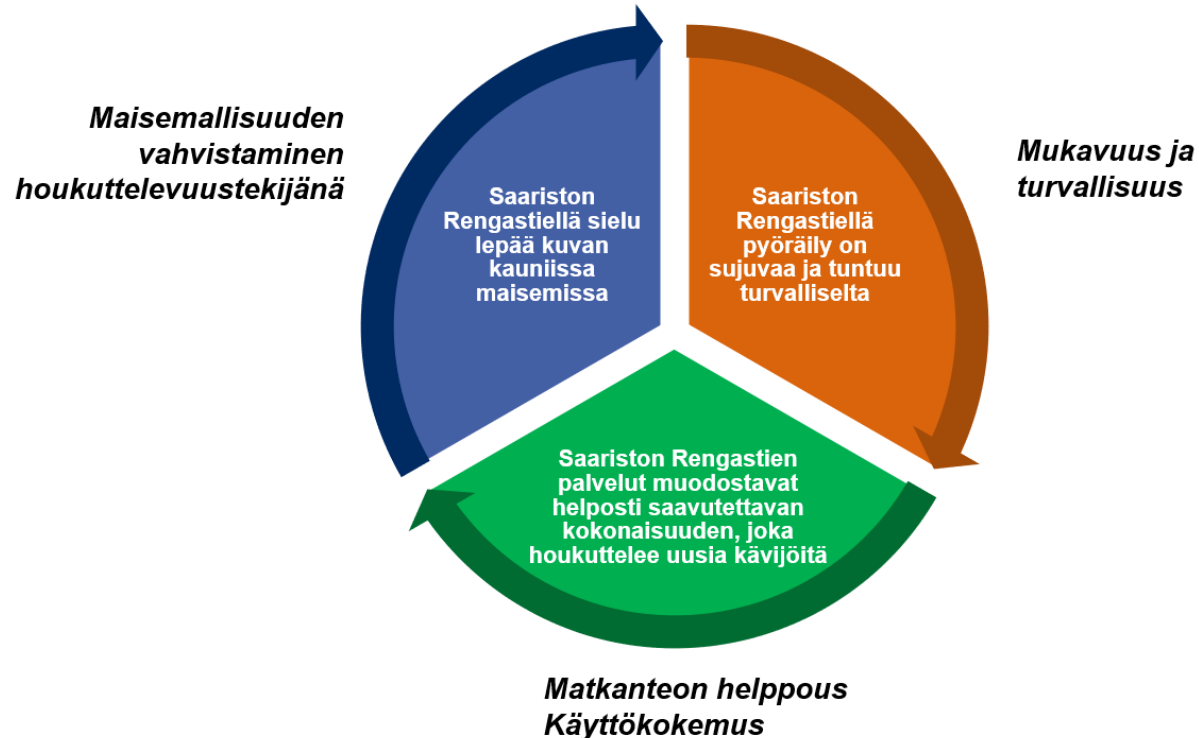 Maisemallisuuden
vahvistaminen
houkuttelevuustekijänä
Saariston
Rengastiellä sielu
lepää kuvan
kauniissa
maisemissa
Saariston
Rengastiellä
pyöräily on
sujuvaa ja tuntuu
turvalliselta
Mukavuus ja
turvallisuus
Saariston Rengastien
palvelut muodostavat
helposti saavutettavan
kokonaisuuden, joka
houkuttelee uusia kävijöitä
Matkanteon helppous
Käyttökokemus